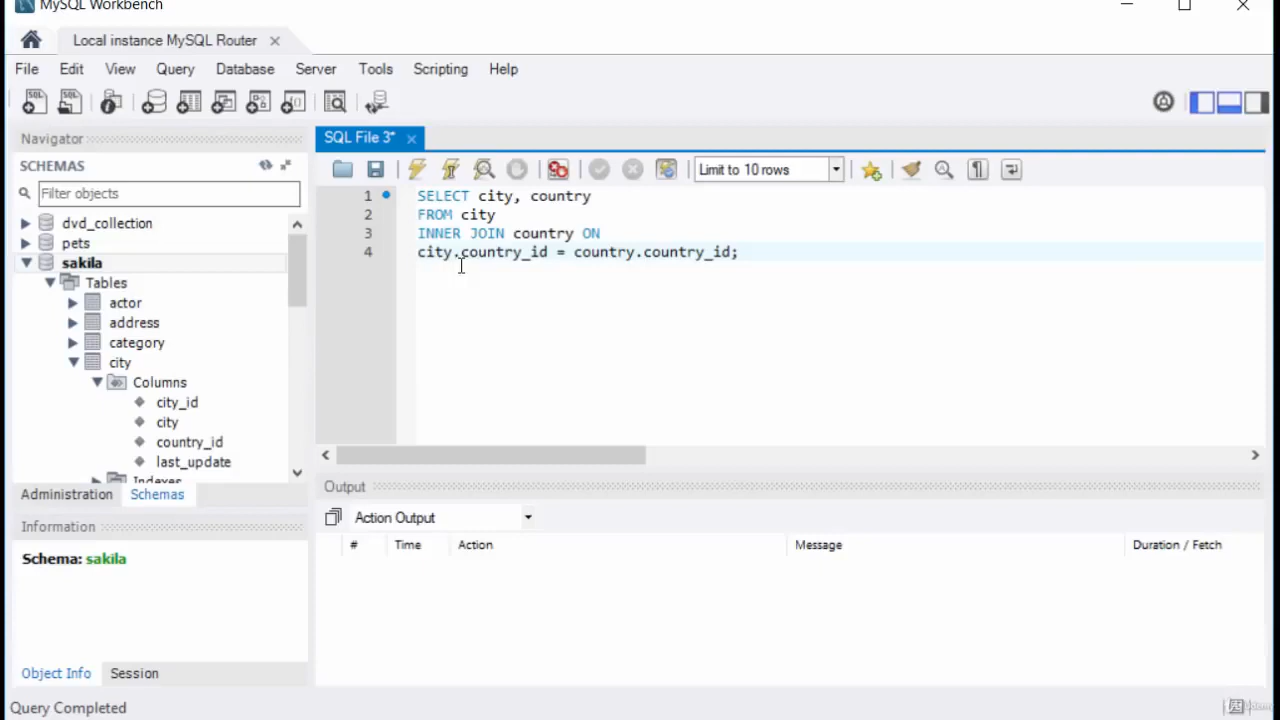 MySQL Workbench
Local instance MySQL Router
File Edit View Query Database Server Tools Scripting Help
Navigator
SCHEMAS
Filter objects
dvd_collection
pets
sakila
Tables
actor
address
category
city
Columns
city_id
city
country_id
last_update
Indexes
Administration Schemas
Information
Schema: sakila
Object Info Session
SQL File 3*
Limit to 10 rows
1 SELECT city, country
2 FROM city
3 INNER JOIN country ON
4 city.country_id = country.country_id;
Output
Action Output
# Time Action Message Duration / Fetch
Query Completed